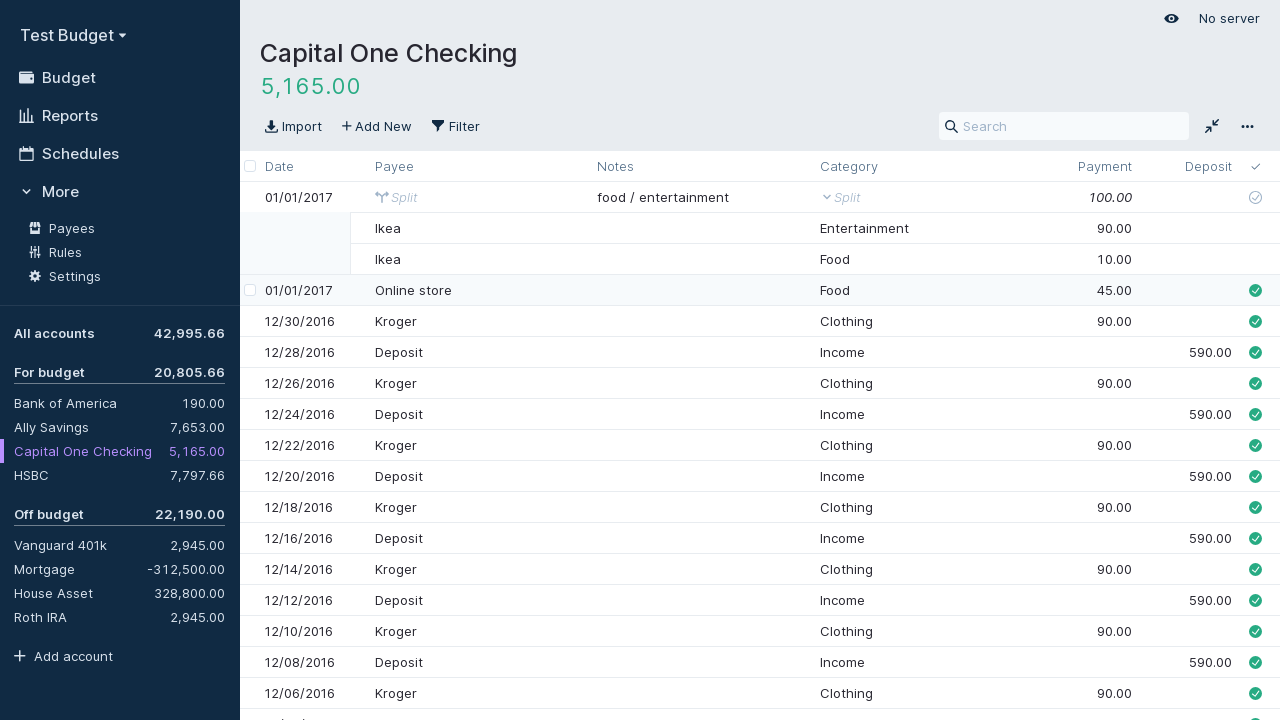 Test Budget
Budget
Reports
Schedules
More
Payees
Rules
Settings
All accounts 42,995.66
For budget 20,805.66
Bank of America 190.00
Ally Savings 7,653.00
Capital One Checking 5,165.00
HSBC 7,797.66
Off budget 22,190.00
Vanguard 401k 2,945.00
Mortgage -312,500.00
House Asset 328,800.00
Roth IRA 2,945.00
Add account
No server
Capital One Checking
5,165.00
Import Add New Filter Search
Date Payee Notes Category Payment Deposit
01/01/2017 Split food / entertainment Split 100.00
Ikea Entertainment 90.00
Ikea Food 10.00
01/01/2017 Online store Food 45.00
12/30/2016 Kroger Clothing 90.00
12/28/2016 Deposit Income 590.00
12/26/2016 Kroger Clothing 90.00
12/24/2016 Deposit Income 590.00
12/22/2016 Kroger Clothing 90.00
12/20/2016 Deposit Income 590.00
12/18/2016 Kroger Clothing 90.00
12/16/2016 Deposit Income 590.00
12/14/2016 Kroger Clothing 90.00
12/12/2016 Deposit Income 590.00
12/10/2016 Kroger Clothing 90.00
12/08/2016 Deposit Income 590.00
12/06/2016 Kroger Clothing 90.00